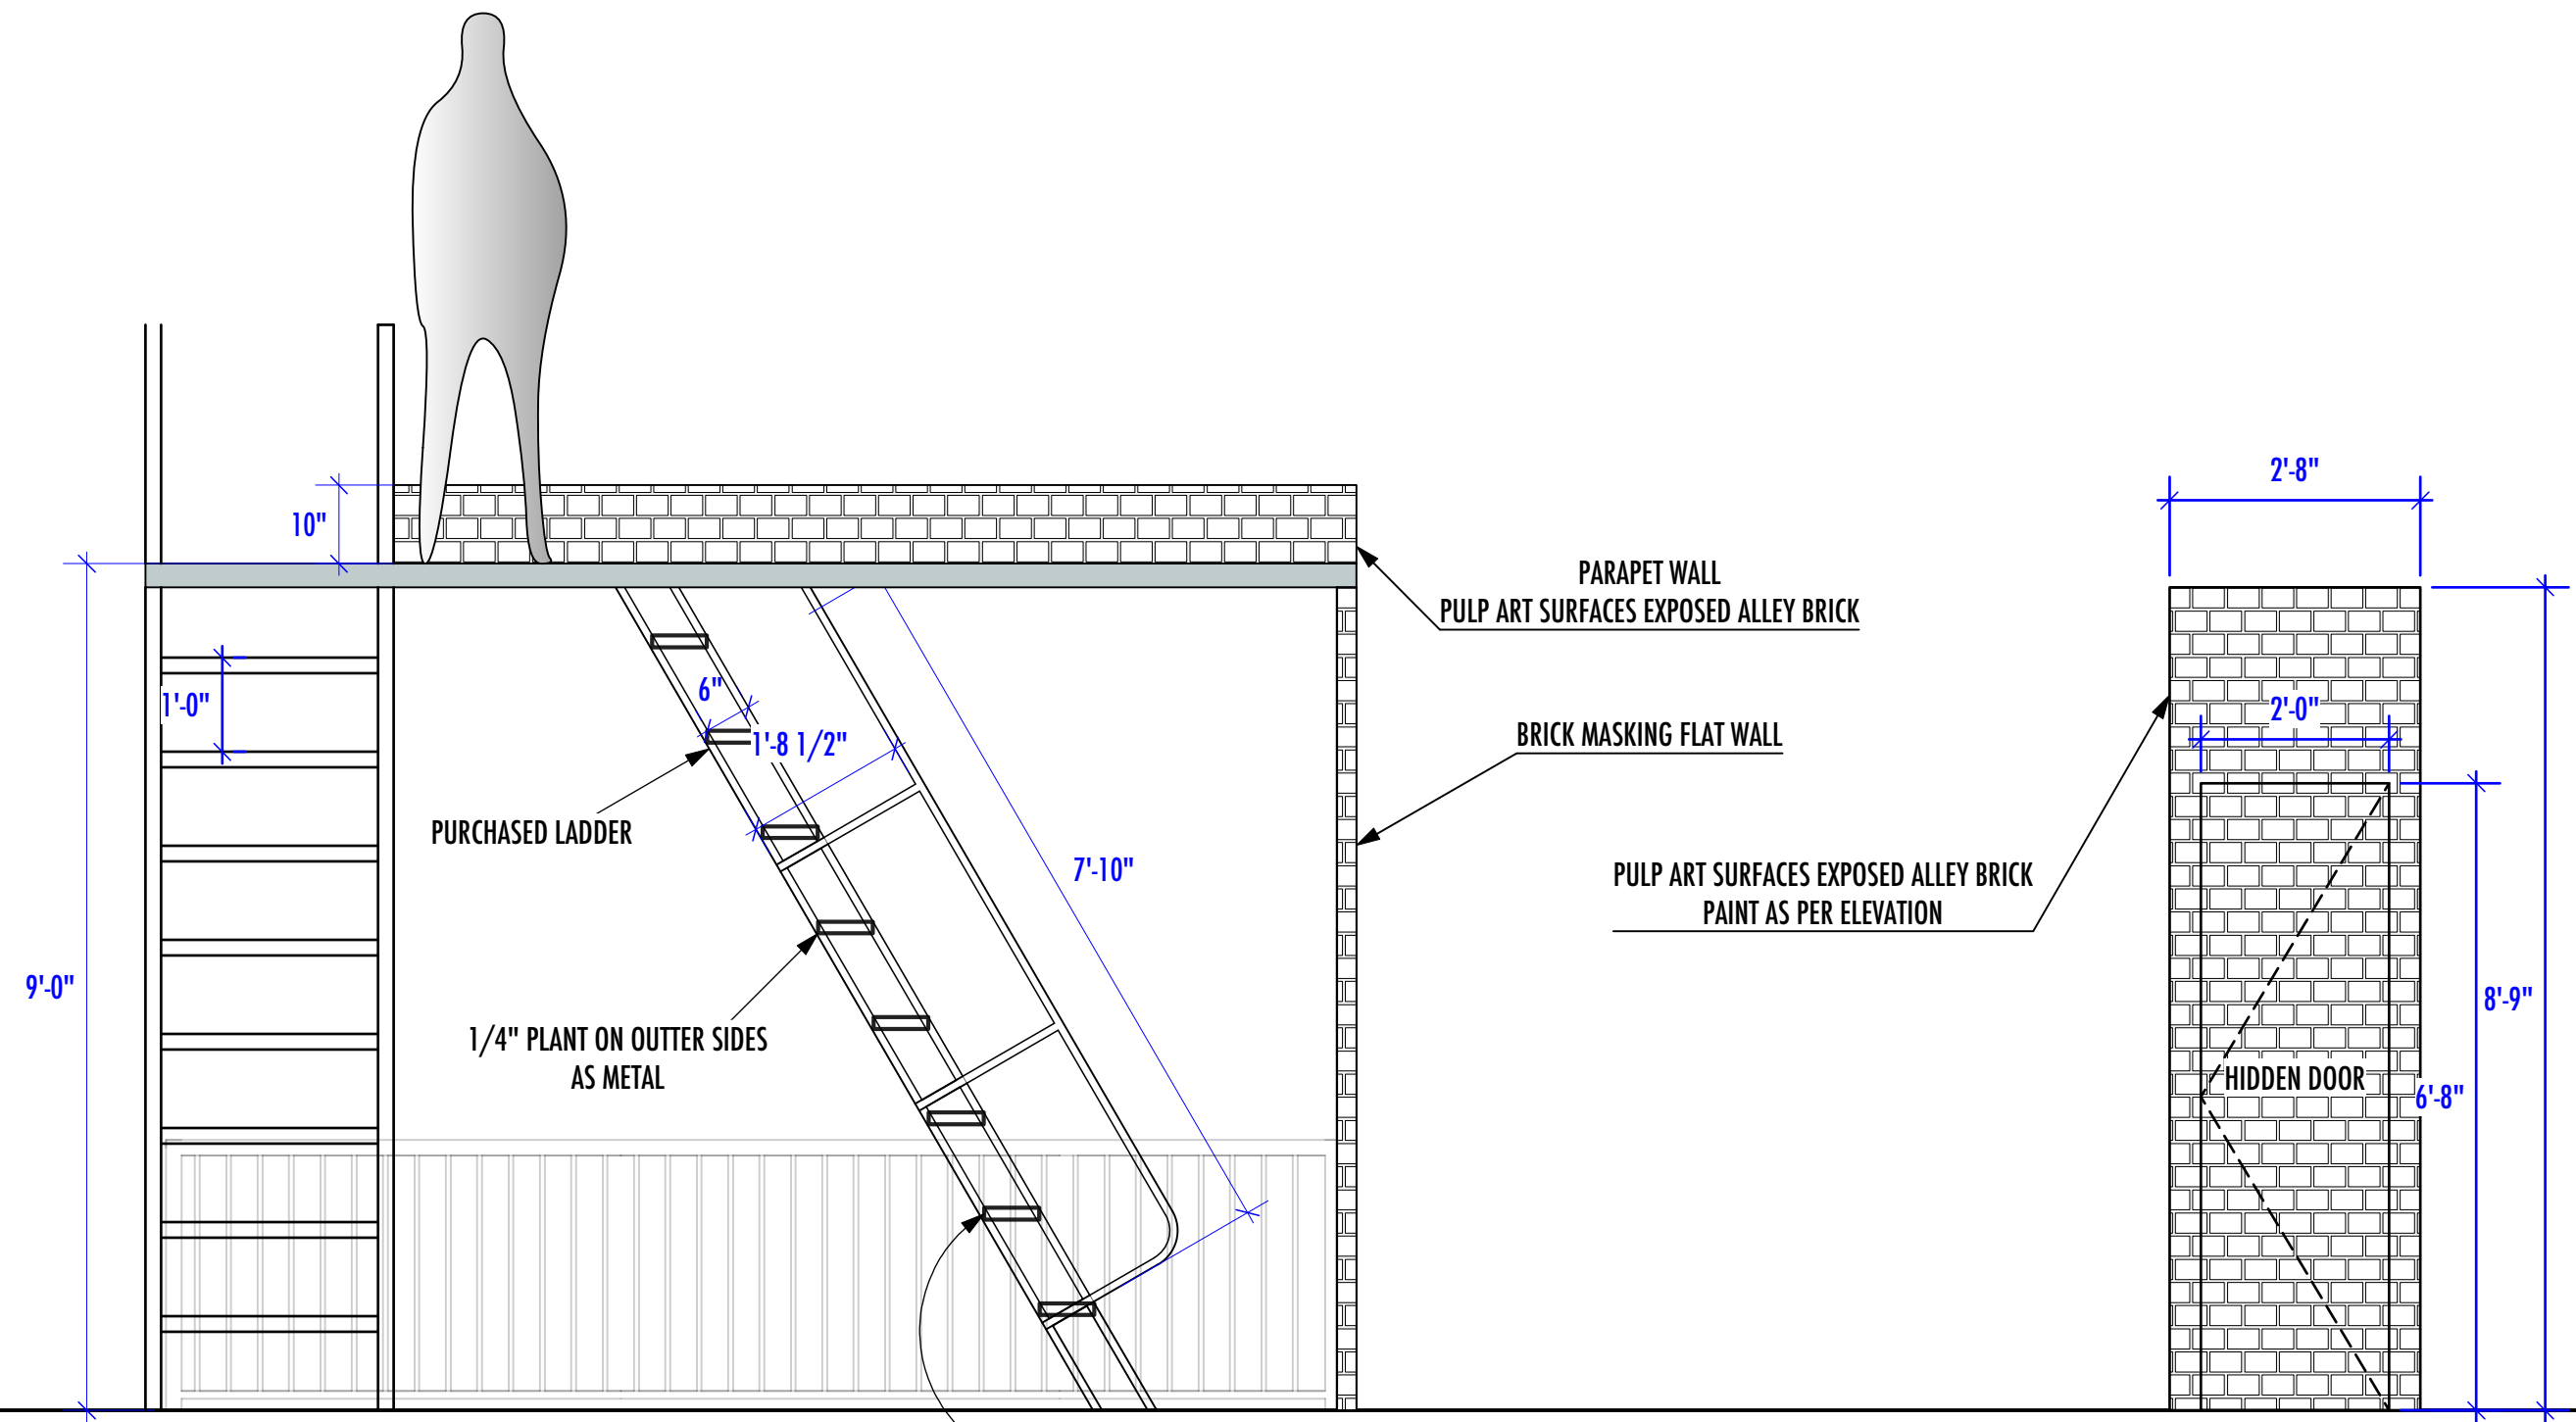 2'-8"
10"
PARAPET WALL
PULP ART SURFACES EXPOSED ALLEY BRICK
1'-0"
6"
2'-0"
1'-8 1/2"
BRICK MASKING FLAT WALL
PURCHASED LADDER
7'-10"
PULP ART SURFACES EXPOSED ALLEY BRICK
PAINT AS PER ELEVATION
9'-0"
8'-9"
1/4" PLANT ON OUTTER SIDES
AS METAL
HIDDEN DOOR
6'-8"